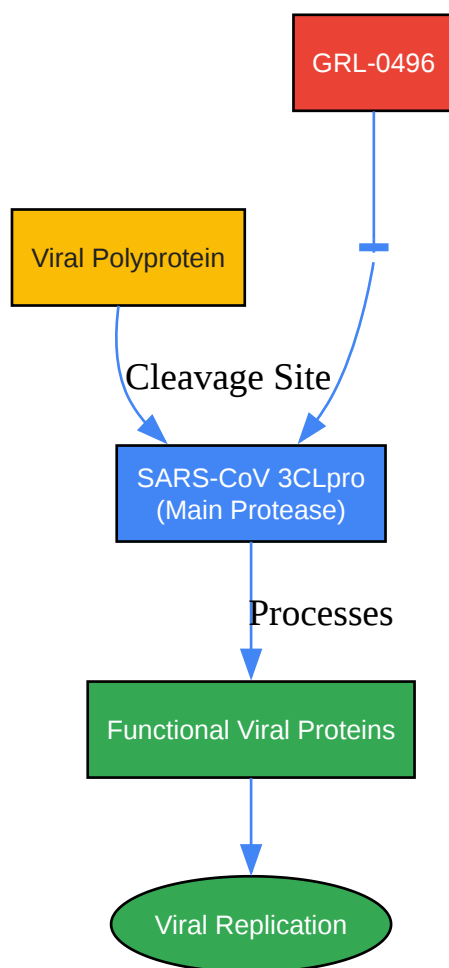 GRL-0496
Viral Polyprotein
Cleavage Site
SARS-CoV 3CLpro
(Main Protease)
Processes
Functional Viral Proteins
Viral Replication